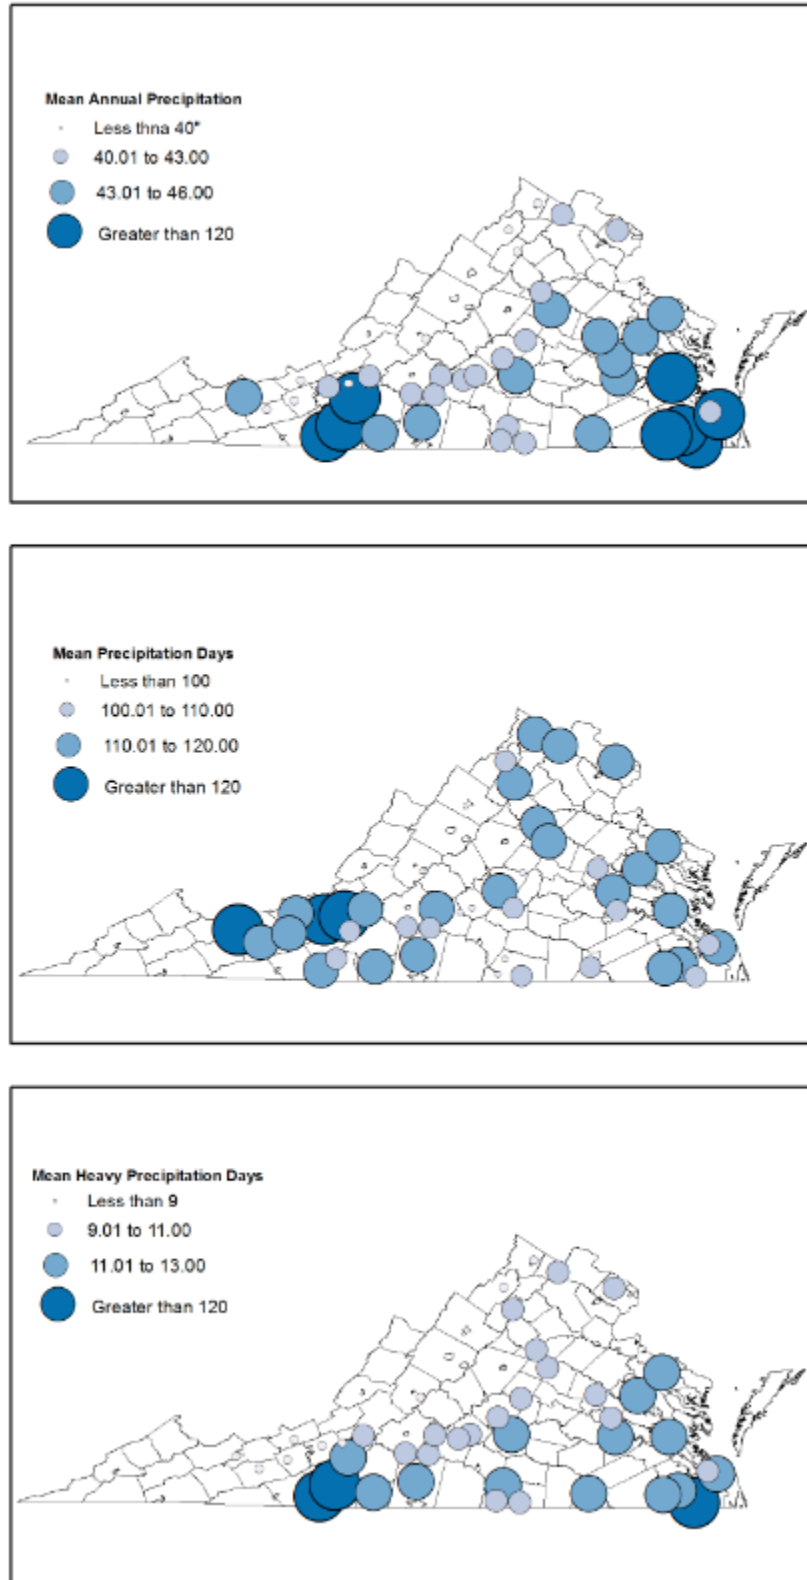 Mean Annual Precipitation
Less thna 40"
40.01 to 43.00
43.01 to 46.00
Greater than 120
Mean Precipitation Days
Less than 100
100.01 to 110.00
110.01 to 120.00
Greater than 120
Mean Heavy Precipitation Days
Less than 9
9.01 to 11.00
11.01 to 13.00
Greater than 120